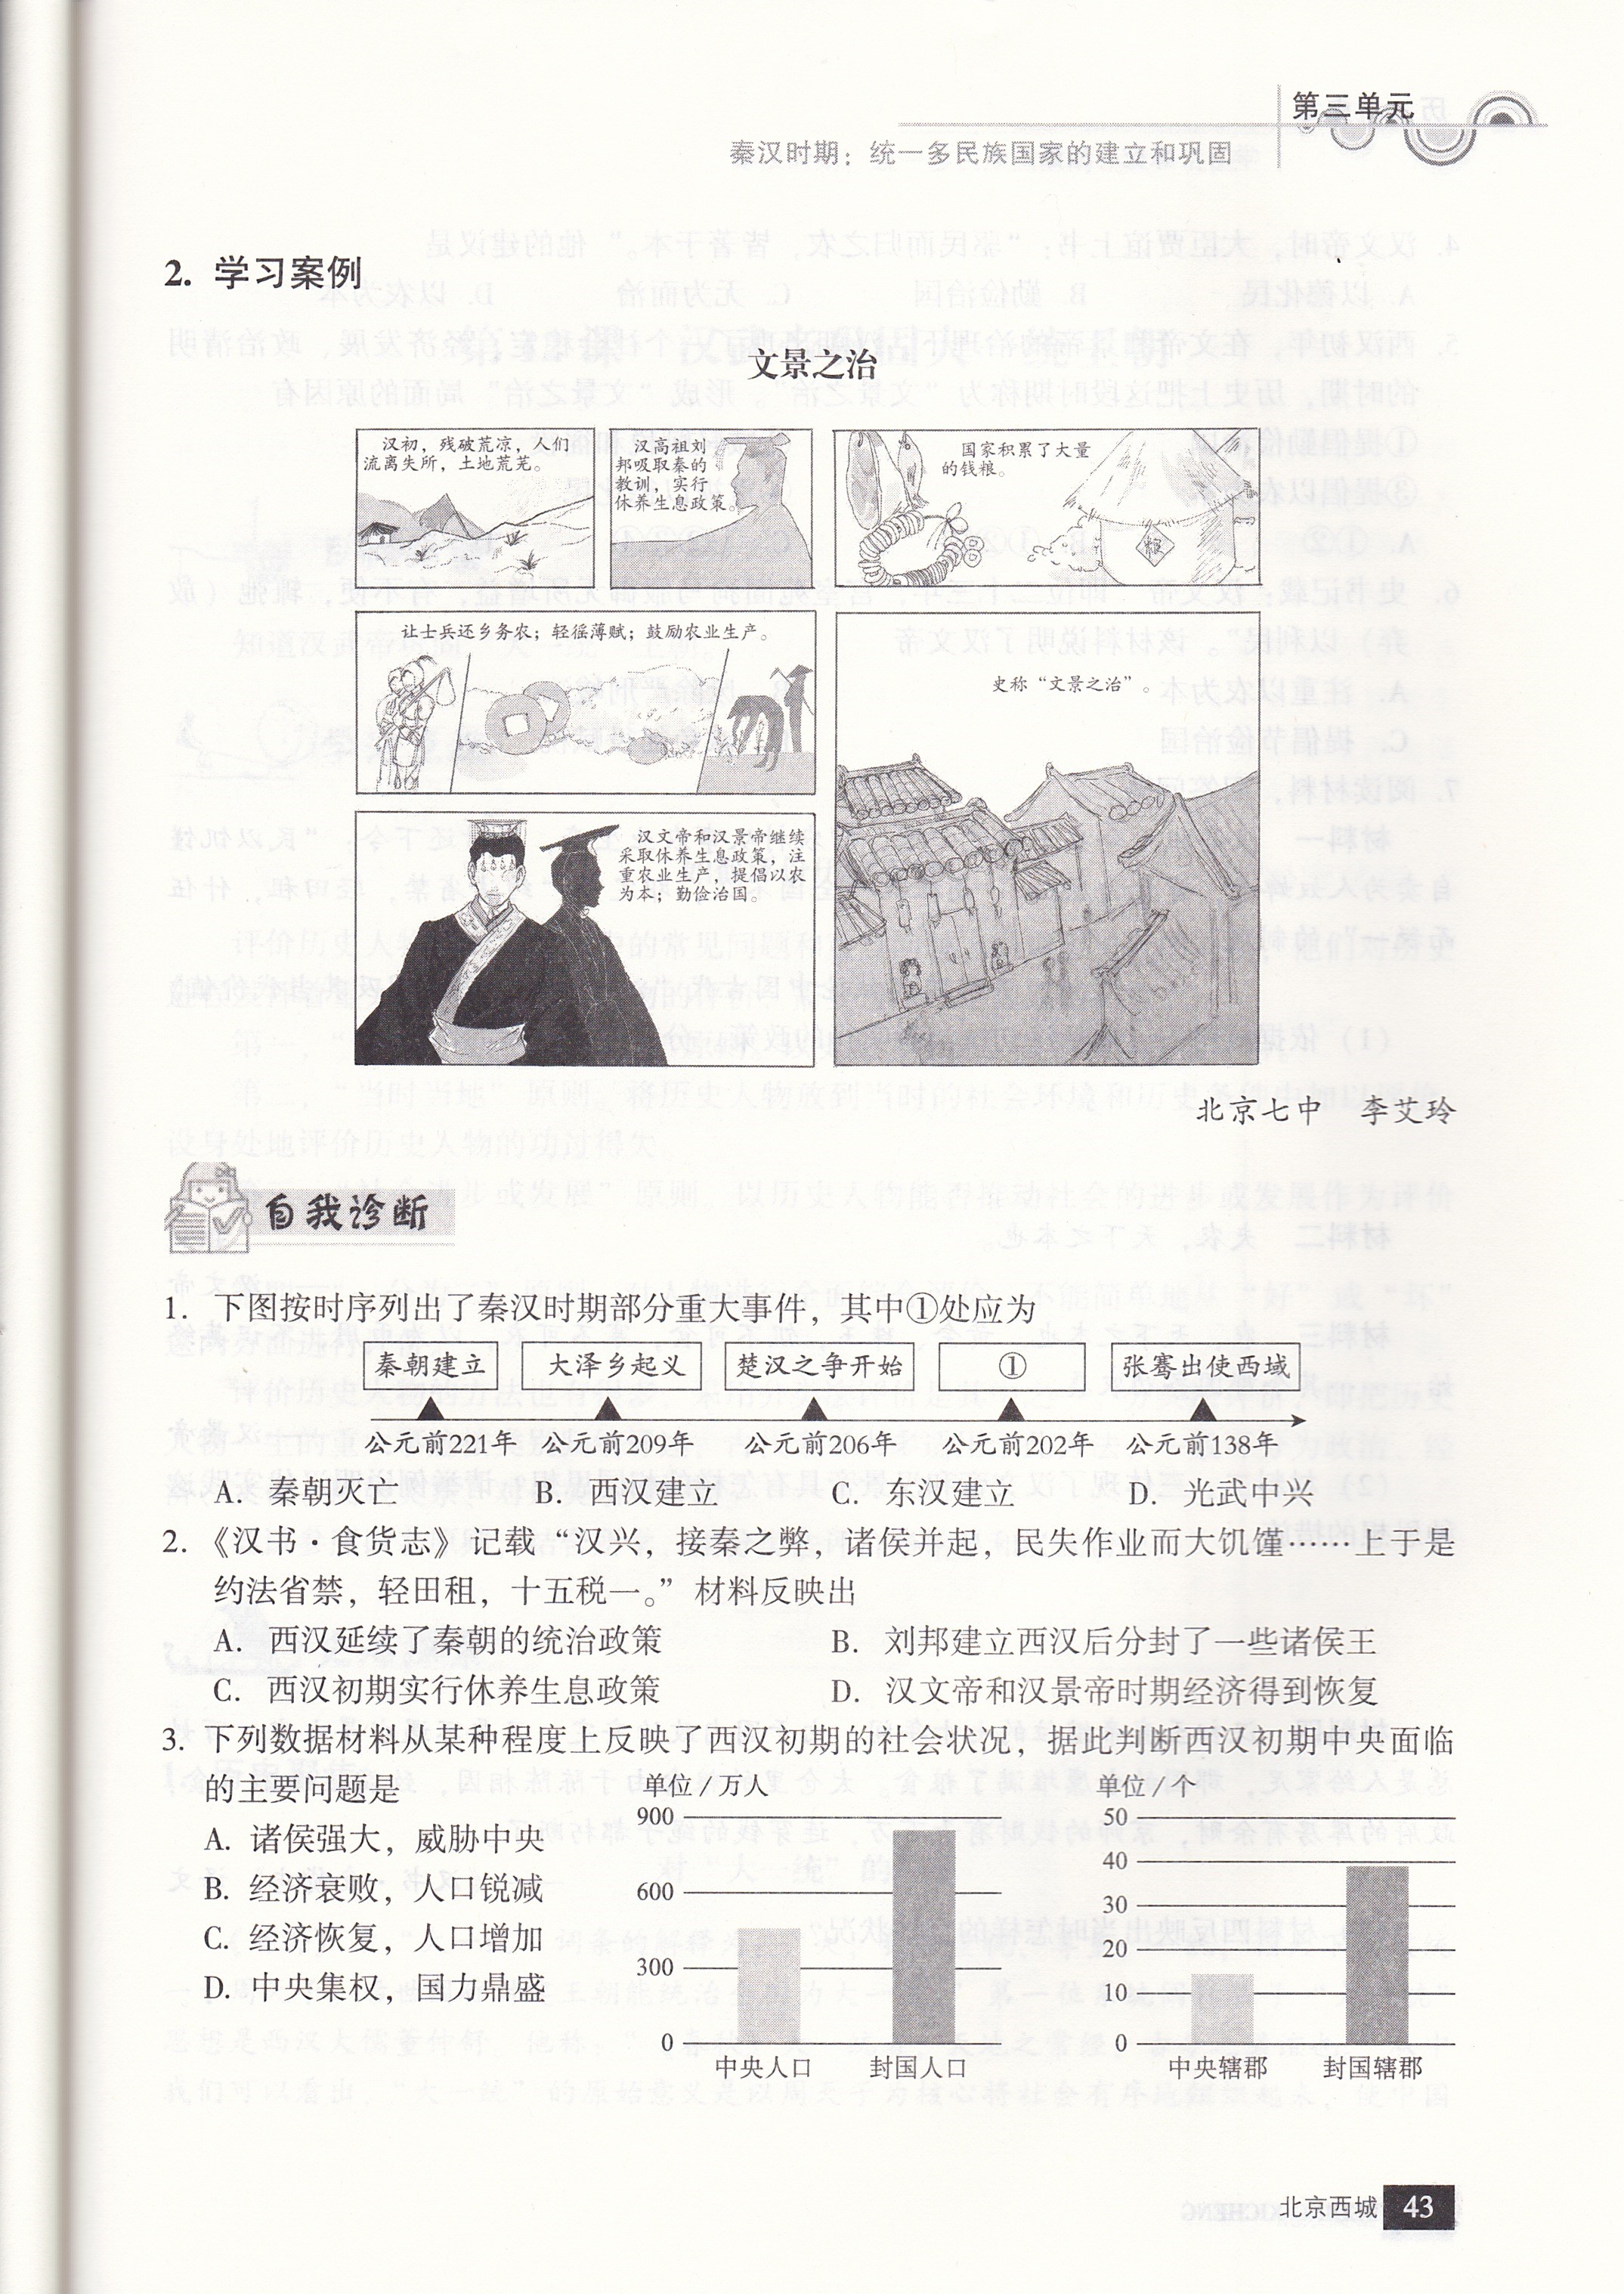 第三单元
秦汉时期：统一多民族国家的建立和巩固
2. 学习案例
文景之治
汉初，残破荒凉，人们
流离失所，土地荒芜。
汉高祖刘
邦吸取秦的
教训，实行
休养生息政策。
国家积累了大量
的钱粮。
粮
让士兵还乡务农；轻徭薄赋；鼓励农业生产。
汉文帝和汉景帝继续
采取休养生息政策，注
重农业生产，提倡以农
为本；勤俭治国。
史称“文景之治”。
北京七中 李艾玲
自我诊断
1. 下图按时序列出了秦汉时期部分重大事件，其中①处应为
秦朝建立 大泽乡起义 楚汉之争开始 ① 张骞出使西域
公元前221年 公元前209年 公元前206年 公元前202年 公元前138年
A. 秦朝灭亡 B. 西汉建立 C. 东汉建立 D. 光武中兴
2.《汉书·食货志》记载“汉兴，接秦之弊，诸侯并起，民失作业而大饥馑……上于是
约法省禁，轻田租，十五税一。”材料反映出
A. 西汉延续了秦朝的统治政策 B. 刘邦建立西汉后分封了一些诸侯王
C. 西汉初期实行休养生息政策 D. 汉文帝和汉景帝时期经济得到恢复
3. 下列数据材料从某种程度上反映了西汉初期的社会状况，据此判断西汉初期中央面临
的主要问题是
A. 诸侯强大，威胁中央
B. 经济衰败，人口锐减
C. 经济恢复，人口增加
D. 中央集权，国力鼎盛
单位/万人
900
600
300
0
中央人口 封国人口
单位/个
50
40
30
20
10
0
中央辖郡 封国辖郡
北京西城 43